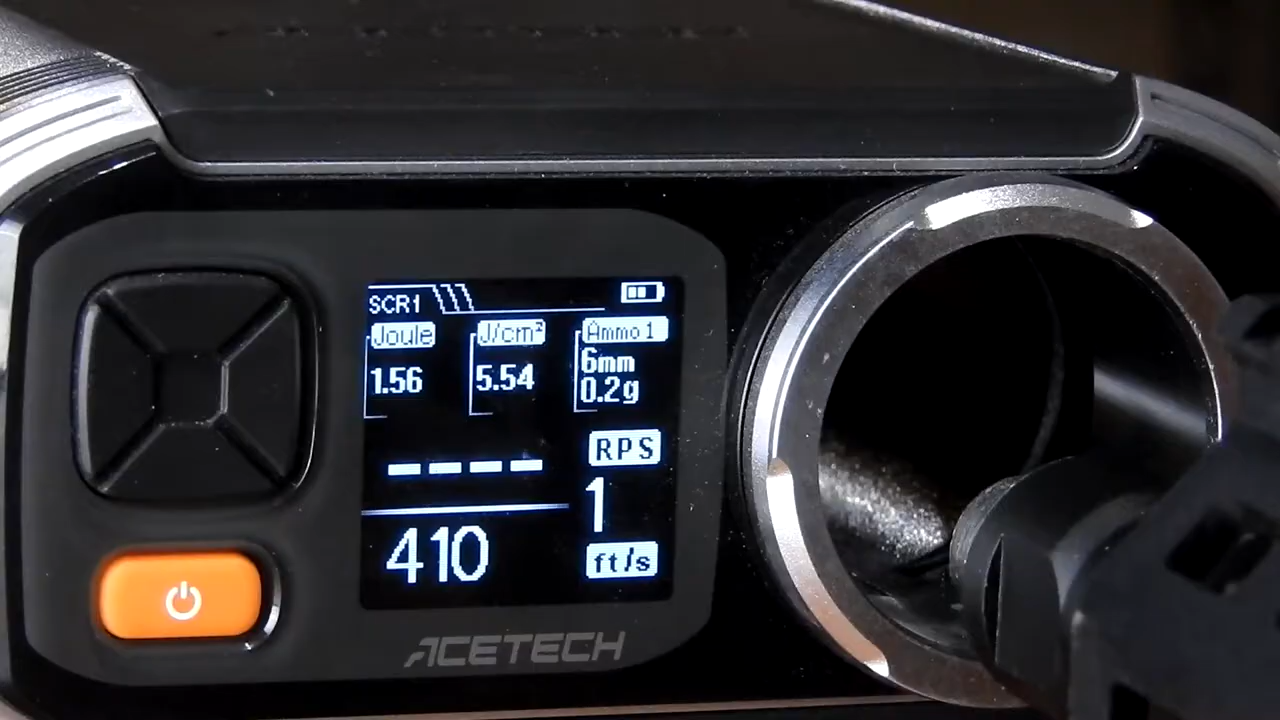 SCR1
Joule J/cm² Ammo 1
1.56 5.54 6mm
0.2g
RPS
----
1
410 ft/s
ACETECH